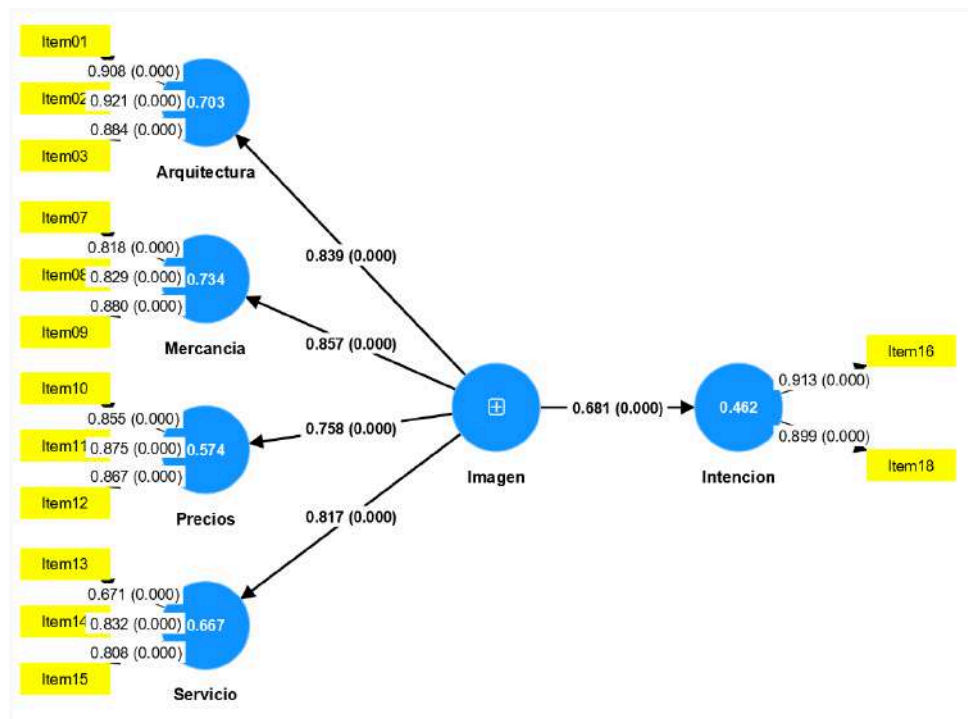 Item01
0.908 (0.000)
Item02
0.921 (0.000)
0.703
0.884 (0.000)
Item03
Arquitectura
Item07
0.818 (0.000)
Item08
0.829 (0.000)
0.734
0.839 (0.000)
0.880 (0.000)
Item09
Mercancia
0.857 (0.000)
Item10
0.855 (0.000)
Item11
0.875 (0.000)
0.574
0.867 (0.000)
Item12
Precios
0.758 (0.000)
Imagen
0.681 (0.000)
0.462
Intencion
Item16
0.913 (0.000)
0.899 (0.000)
Item18
0.817 (0.000)
Item13
0.671 (0.000)
Item14
0.832 (0.000)
0.667
0.808 (0.000)
Item15
Servicio